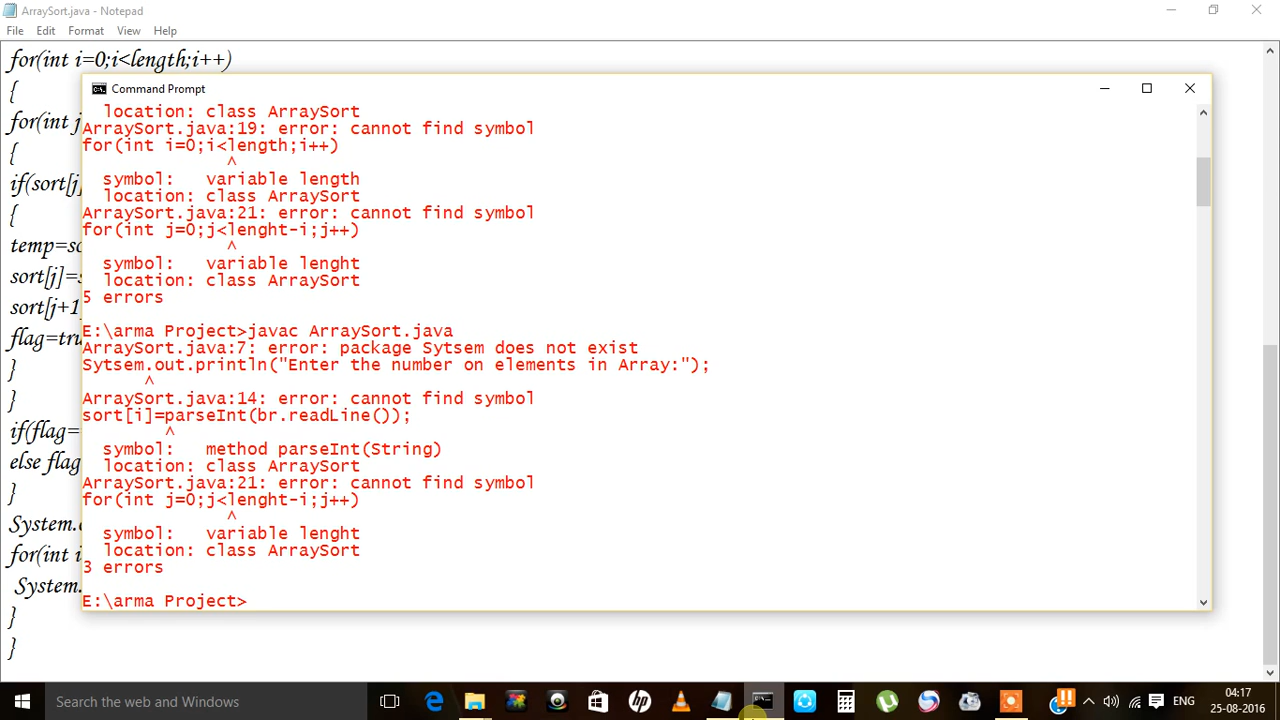 ArraySort.java - Notepad
File Edit Format View Help
for(int i=0;i<length;i++)
{
for(int j
{
if(sort[j
{
temp=so
sort[j]=s
sort[j+1
flag=tru
}
}
if(flag=
else flag
}
System.
for(int i
System.
}
}
Command Prompt
location: class ArraySort
ArraySort.java:19: error: cannot find symbol
for(int i=0;i<length;i++)
^
symbol: variable length
location: class ArraySort
ArraySort.java:21: error: cannot find symbol
for(int j=0;j<lenght-i;j++)
^
symbol: variable lenght
location: class ArraySort
5 errors
E:\arma Project>javac ArraySort.java
ArraySort.java:7: error: package Sytsem does not exist
Sytsem.out.println("Enter the number on elements in Array:");
^
ArraySort.java:14: error: cannot find symbol
sort[i]=parseInt(br.readLine());
^
symbol: method parseInt(String)
location: class ArraySort
ArraySort.java:21: error: cannot find symbol
for(int j=0;j<lenght-i;j++)
^
symbol: variable lenght
location: class ArraySort
3 errors
E:\arma Project>
Search the web and Windows
ENG
04:17
25-08-2016